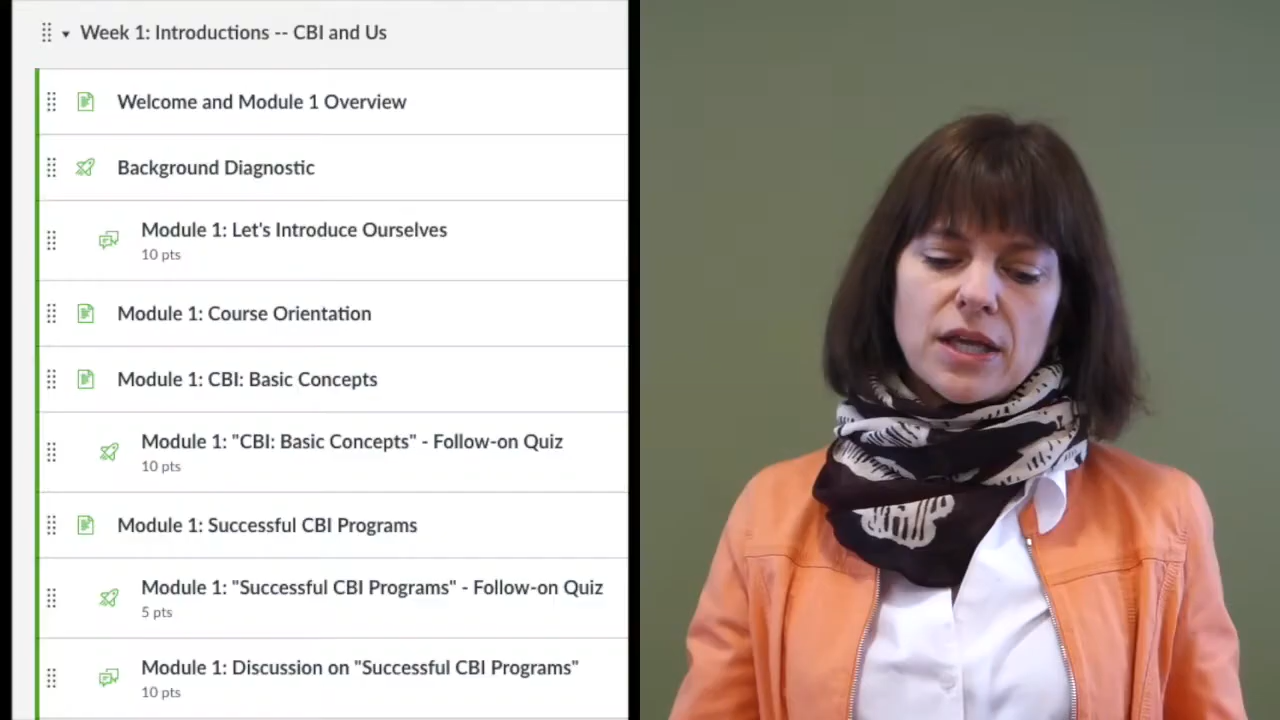 Week 1: Introductions -- CBI and Us
Welcome and Module 1 Overview
Background Diagnostic
Module 1: Let's Introduce Ourselves
10 pts
Module 1: Course Orientation
Module 1: CBI: Basic Concepts
Module 1: "CBI: Basic Concepts" - Follow-on Quiz
10 pts
Module 1: Successful CBI Programs
Module 1: "Successful CBI Programs" - Follow-on Quiz
5 pts
Module 1: Discussion on "Successful CBI Programs"
10 pts